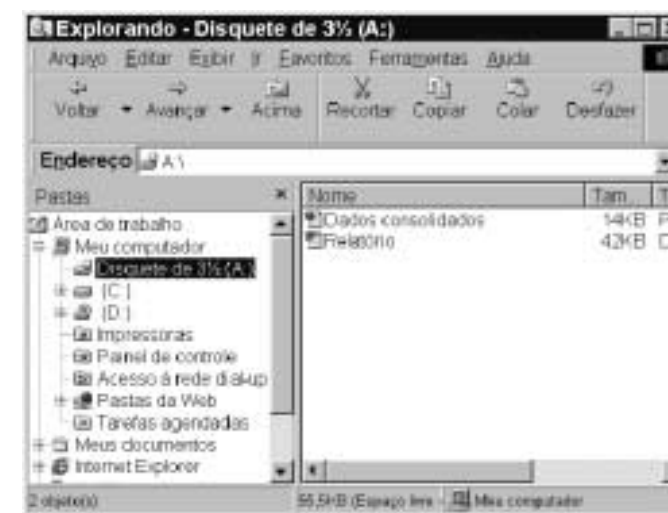 Explorando - Disquete de 3½ (A:)
Arquivo Editar Exibir Ir Favoritos Ferramentas Ajuda
Voltar Avançar Acima Recortar Copiar Colar Desfazer
Endereço A:\
Pastas
Nome Tam
Área de trabalho
Meu computador
Disquete de 3½ (A:)
(C:)
(D:)
Impressoras
Painel de controle
Acesso à rede dial-up
Pastas da Web
Tarefas agendadas
Meus documentos
Internet Explorer
Dados consolidados 14KB
Relatório 42KB
2 objeto(s) 55,5KB (Espaço livre - Meu computador